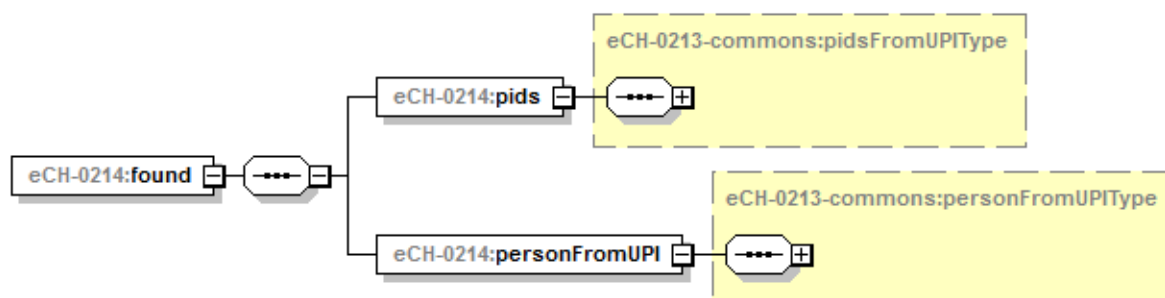 eCH-0213-commons:pidsFromUPIType
eCH-0214:pids
eCH-0214:found
eCH-0213-commons:personFromUPIType
eCH-0214:personFromUPI